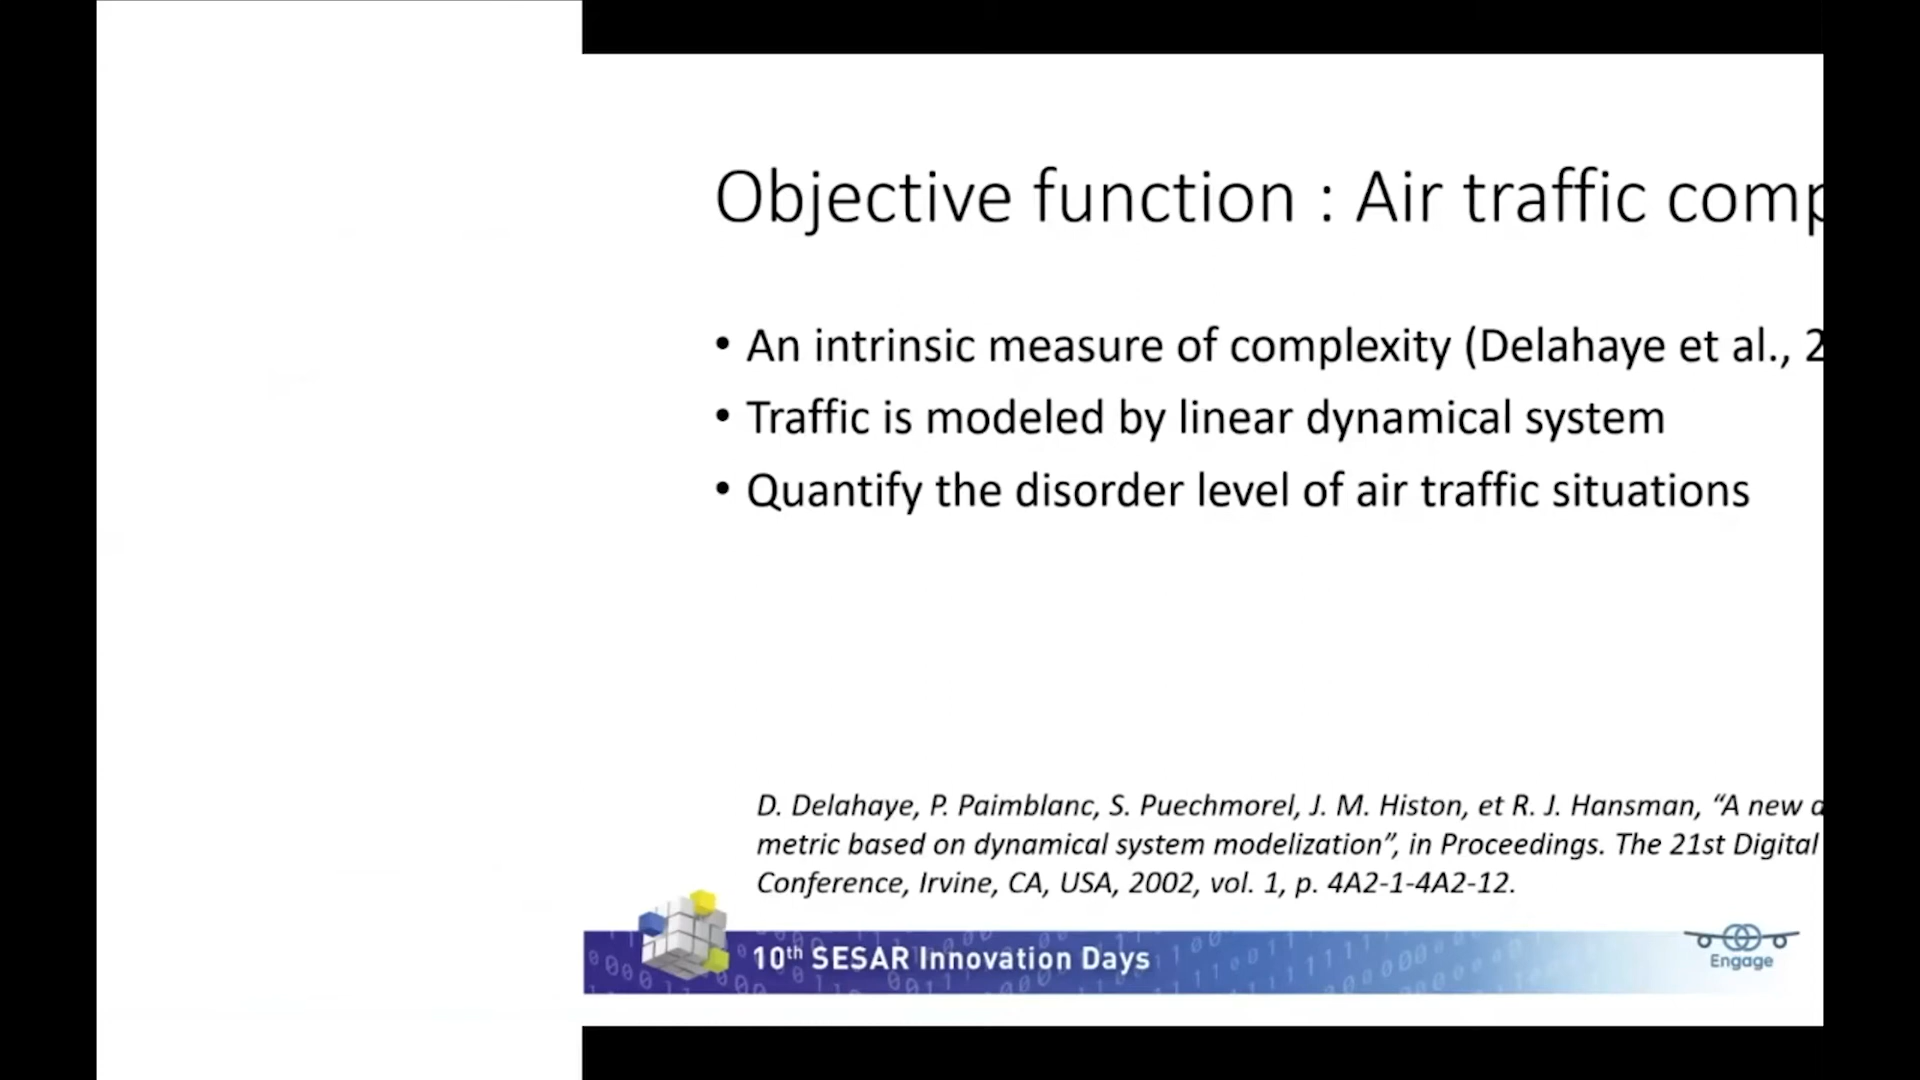 Objective function : Air traffic comp
• An intrinsic measure of complexity (Delahaye et al., 2
• Traffic is modeled by linear dynamical system
• Quantify the disorder level of air traffic situations
D. Delahaye, P. Paimblanc, S. Puechmorel, J. M. Histon, et R. J. Hansman, “A new
metric based on dynamical system modelization”, in Proceedings. The 21st Digital
Conference, Irvine, CA, USA, 2002, vol. 1, p. 4A2-1-4A2-12.
10th SESAR Innovation Days
Engage